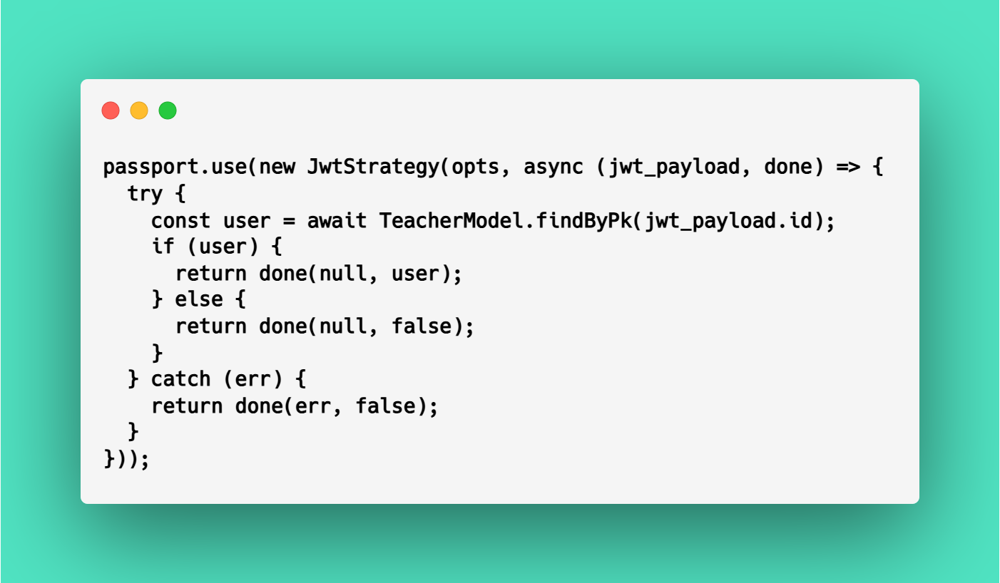 passport.use(new JwtStrategy(opts, async (jwt_payload, done) => {
  try {
    const user = await TeacherModel.findByPk(jwt_payload.id);
    if (user) {
      return done(null, user);
    } else {
      return done(null, false);
    }
  } catch (err) {
    return done(err, false);
  }
}));